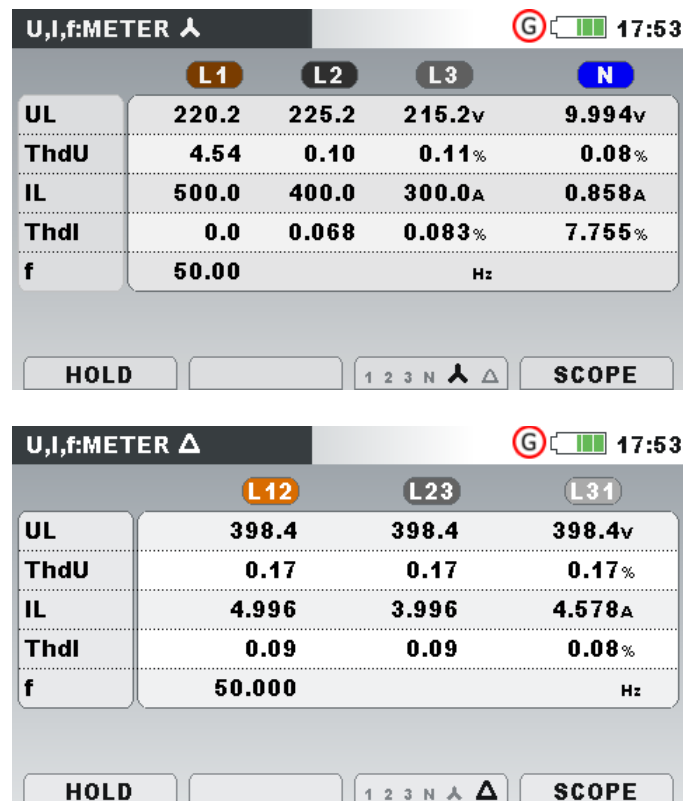 U,I,f:METER G 17:53
L1 L2 L3 N
UL 220.2 225.2 215.2v 9.994v
ThdU 4.54 0.10 0.11% 0.08%
IL 500.0 400.0 300.0A 0.858A
ThdI 0.0 0.068 0.083% 7.755%
f 50.00 Hz
HOLD 1 2 3 N 人 Δ SCOPE
U,I,f:METER Δ G 17:53
L12 L23 L31
UL 398.4 398.4 398.4v
ThdU 0.17 0.17 0.17%
IL 4.996 3.996 4.578A
ThdI 0.09 0.09 0.08%
f 50.000 Hz
HOLD 1 2 3 N 人 Δ SCOPE